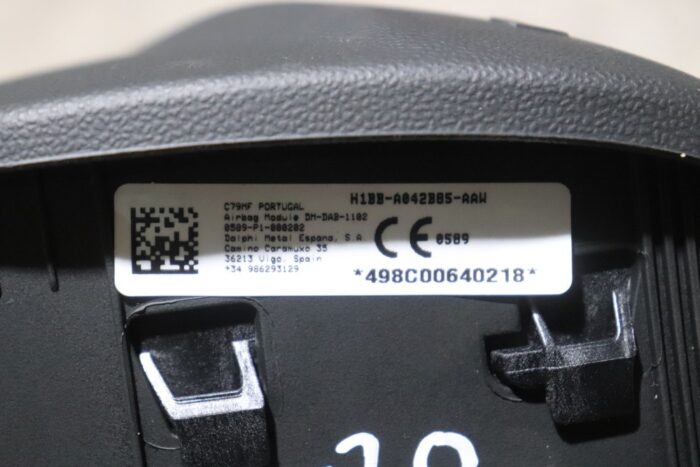 C79MF PORTUGAL
Airbag Module DM-DAB-1102
0589-P1-000202
Dalphi Metal Espana, S.A.
Camino Caramuxo 35
36213 Vigo, Spain
+34 986293129
H1BB-A042B85-AAW
CE 0589
*498C00640218*